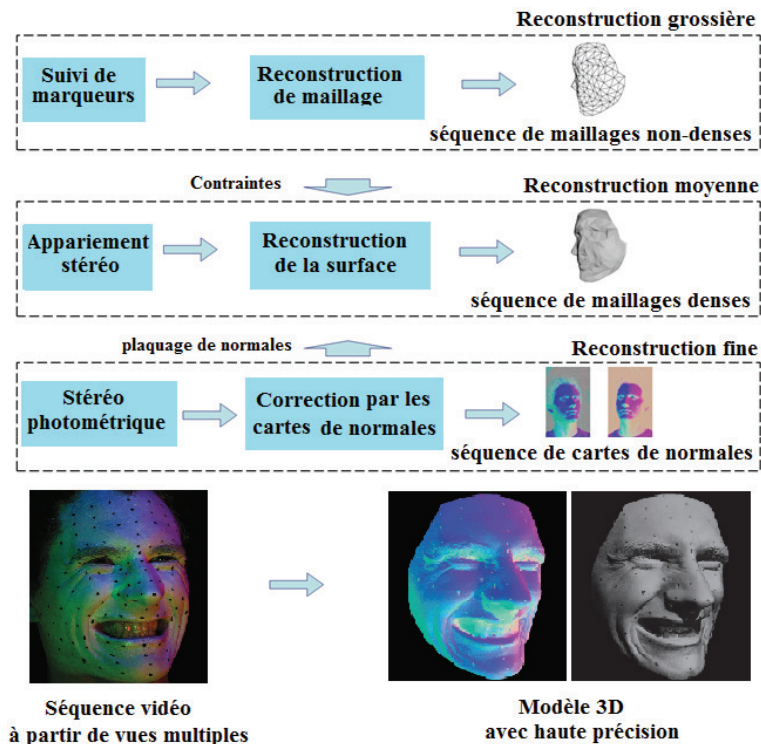 Reconstruction grossière
Suivi de
marqueurs
Reconstruction
de maillage
séquence de maillages non-denses
Contraintes
Reconstruction moyenne
Appariement
stéréo
Reconstruction
de la surface
séquence de maillages denses
plaquage de normales
Reconstruction fine
Stéréo
photométrique
Correction par les
cartes de normales
séquence de cartes de normales
Séquence vidéo
à partir de vues multiples
Modèle 3D
avec haute précision